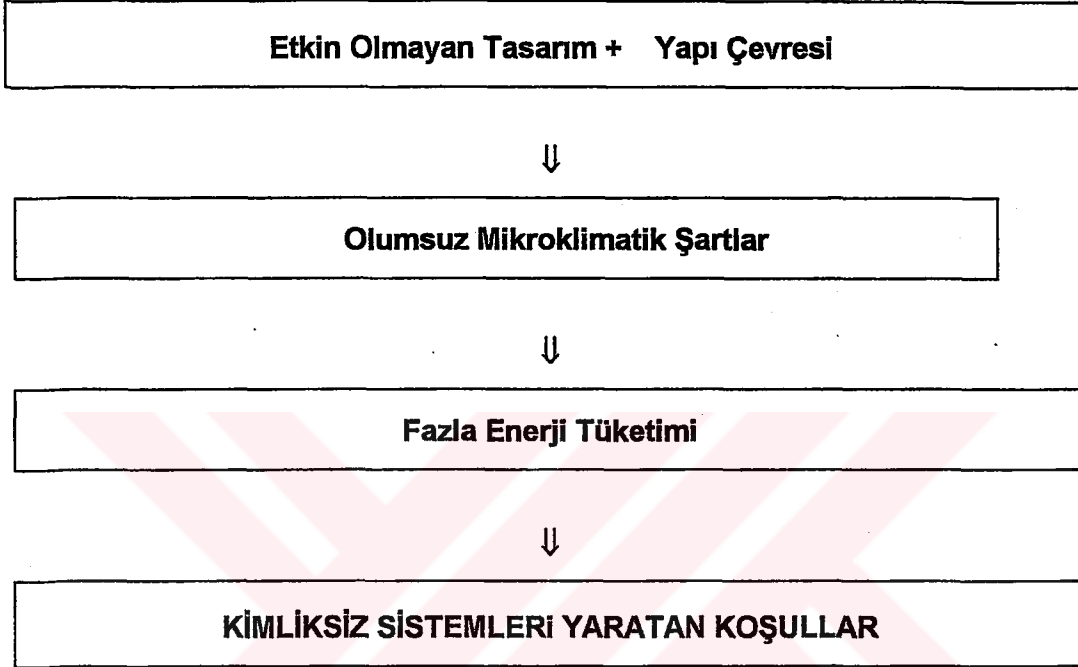 Etkin Olmayan Tasarım + Yapı Çevresi
⇓
Olumsuz Mikroklimatik Şartlar
⇓
Fazla Enerji Tüketimi
⇓
KİMLİKSİZ SİSTEMLERİ YARATAN KOŞULLAR